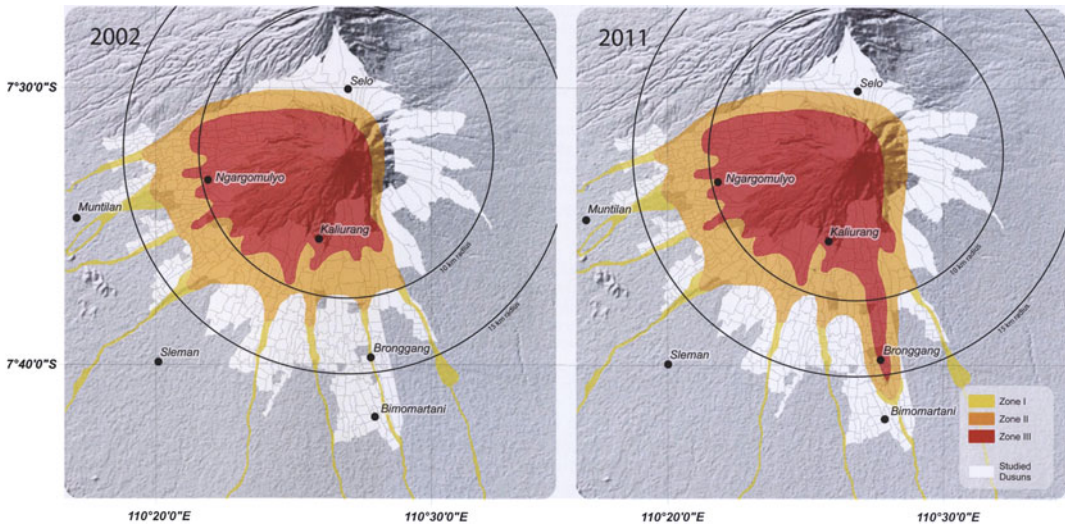 2002
2011
7°30'0"S
7°40'0"S
Selo
Ngargomulyo
Muntilan
Kaliurang
10 km radius
15 km radius
Sleman
Bronggang
Bimomartani
110°20'0"E
110°30'0"E
Selo
Ngargomulyo
Muntilan
Kaliurang
10 km radius
15 km radius
Sleman
Bronggang
Bimomartani
Zone I
Zone II
Zone III
Studied
Dusuns
110°20'0"E
110°30'0"E